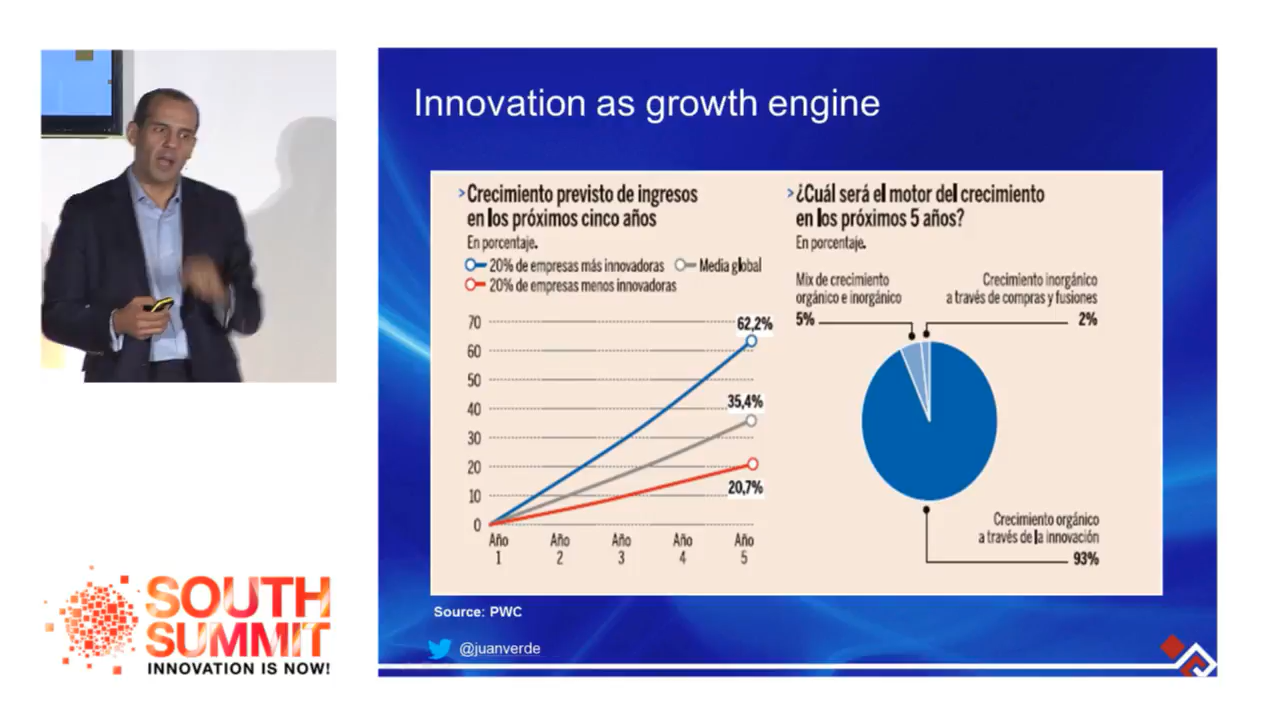 Innovation as growth engine
>Crecimiento previsto de ingresos
en los próximos cinco años
En porcentaje.
20% de empresas más innovadoras
Media global
20% de empresas menos innovadoras
70
60
50
40
30
20
10
0
62,2%
35,4%
20,7%
Año
1
Año
2
Año
3
Año
4
Año
5
>¿Cuál será el motor del crecimiento
en los próximos 5 años?
En porcentaje.
Mix de crecimiento
orgánico e inorgánico
5%
Crecimiento inorgánico
a través de compras y fusiones
2%
Crecimiento orgánico
a través de la innovación
93%
Source: PWC
@juanverde
SOUTH
SUMMIT
INNOVATION IS NOW!